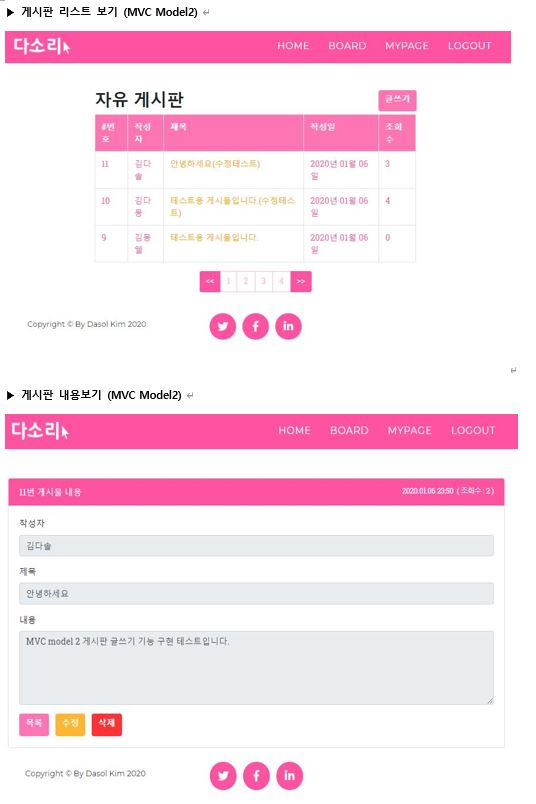 ▶ 게시판 리스트 보기 (MVC Model2)
다소리
HOME BOARD MYPAGE LOGOUT
자유 게시판
글쓰기
#번호 작성자 제목 작성일 조회수
11 김다솔 안녕하세요(수정테스트) 2020년 01월 06일 3
10 김다몽 테스트용 게시물입니다.(수정테스트) 2020년 01월 06일 4
9 김몽쉘 테스트용 게시물입니다. 2020년 01월 06일 0
<< 1 2 3 4 >>
Copyright © By Dasol Kim 2020
▶ 게시판 내용보기 (MVC Model2)
다소리
HOME BOARD MYPAGE LOGOUT
11번 게시물 내용 2020.01.06 23:50 ( 조회수 : 2 )
작성자
김다솔
제목
안녕하세요
내용
MVC model 2 게시판 글쓰기 기능 구현 테스트입니다.
목록 수정 삭제
Copyright © By Dasol Kim 2020